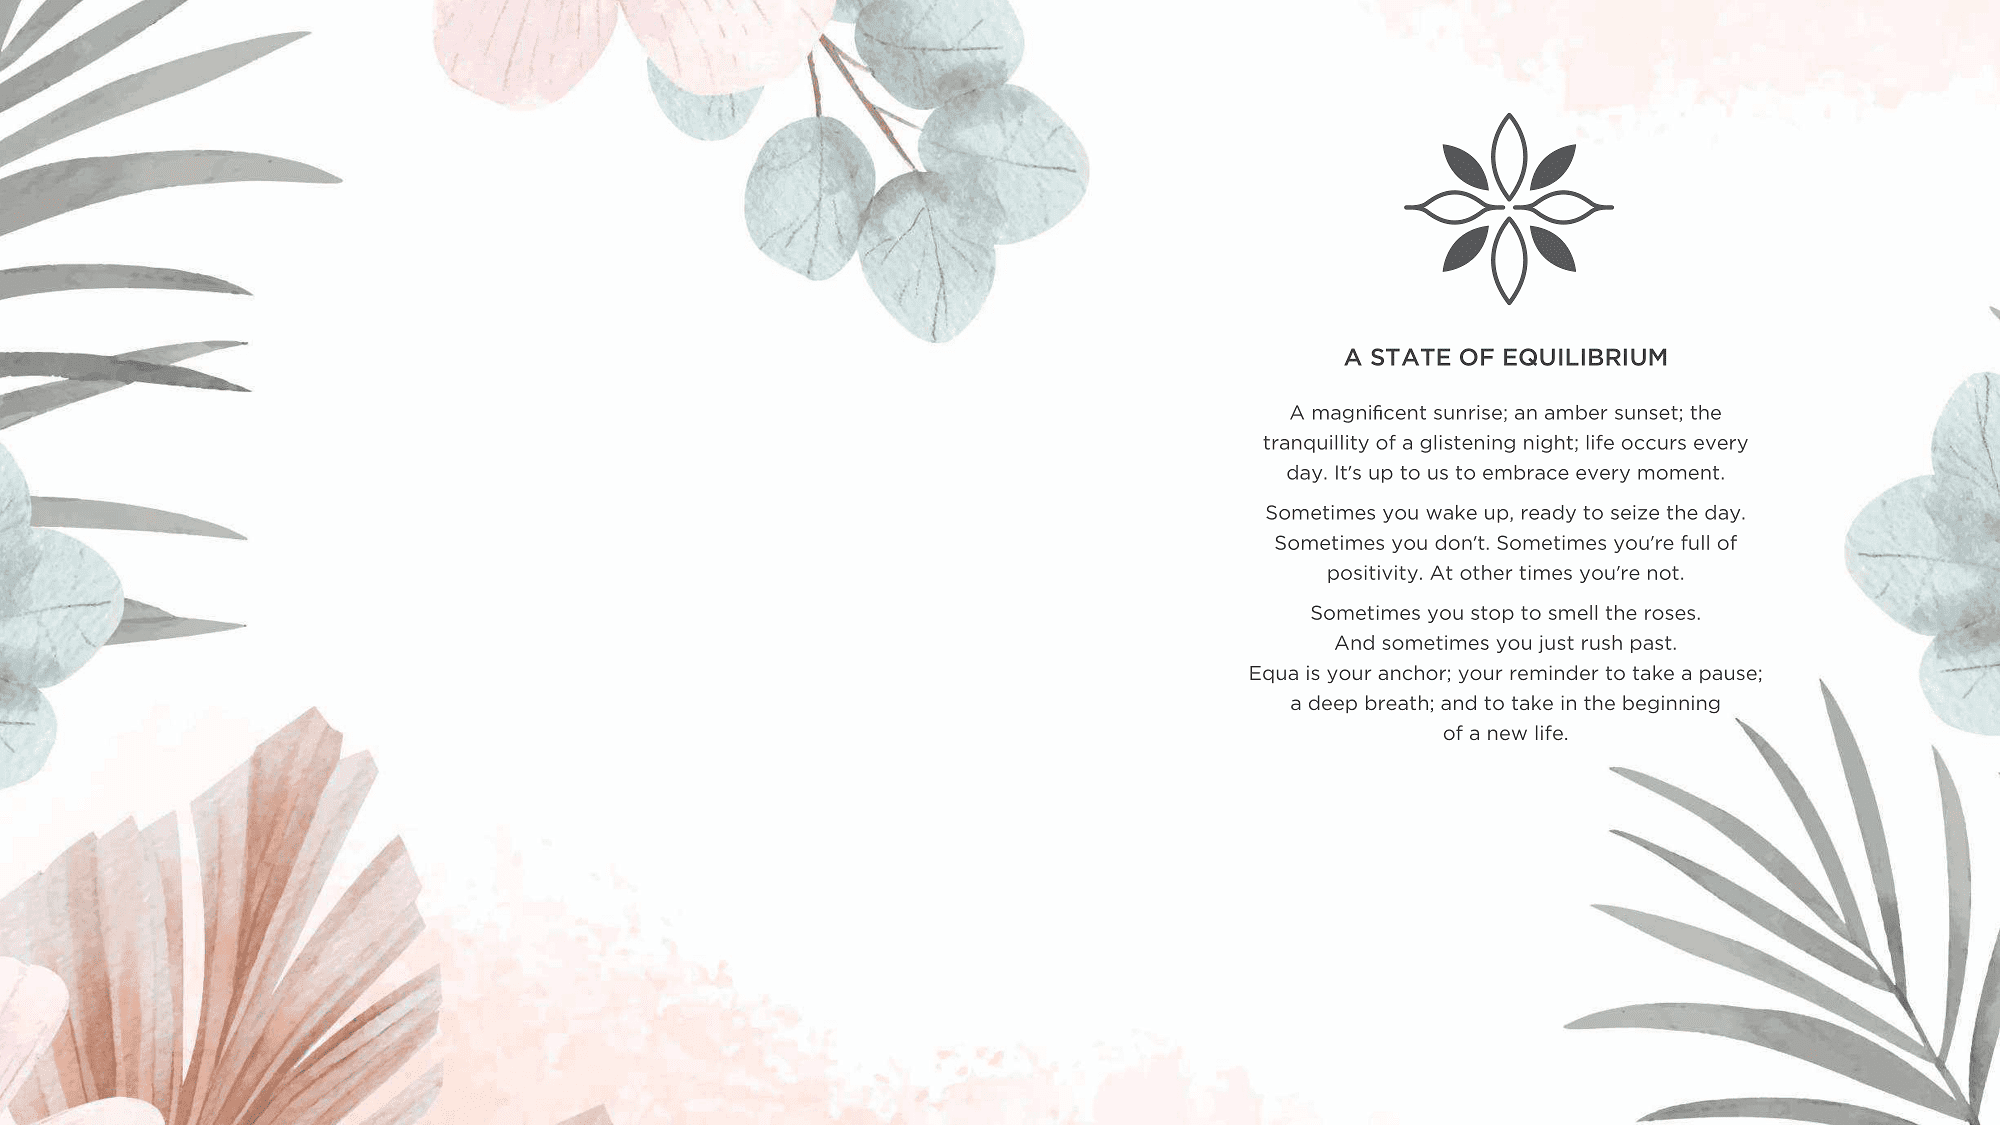 A STATE OF EQUILIBRIUM
A magnificent sunrise; an amber sunset; the
tranquillity of a glistening night; life occurs every
day. It's up to us to embrace every moment.
Sometimes you wake up, ready to seize the day.
Sometimes you don't. Sometimes you're full of
positivity. At other times you're not.
Sometimes you stop to smell the roses.
And sometimes you just rush past.
Equa is your anchor; your reminder to take a pause;
a deep breath; and to take in the beginning
of a new life.